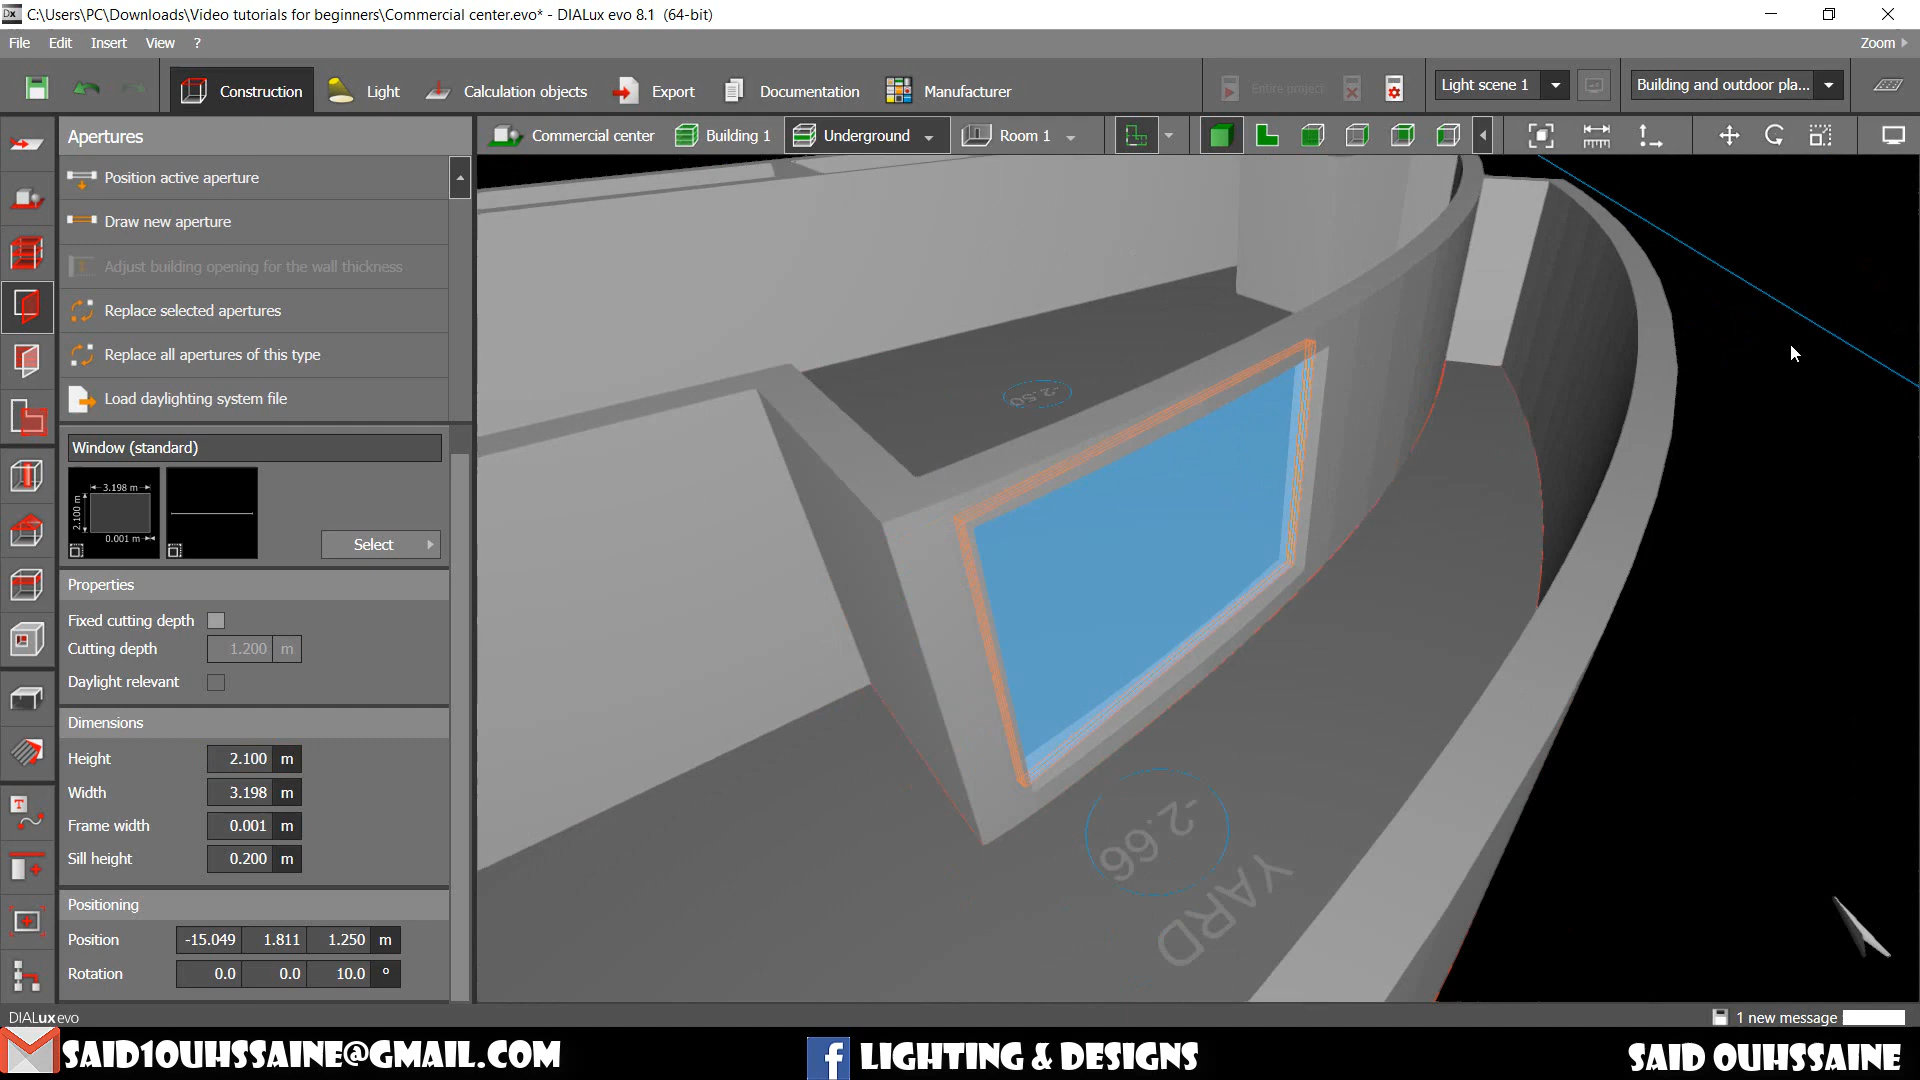 C:\Users\PC\Downloads\Video tutorials for beginners\Commercial center.evo* - DIALux evo 8.1 (64-bit)
File Edit Insert View ? Zoom
Construction Light Calculation objects Export Documentation Manufacturer Entire project Light scene 1 Building and outdoor pla...
Apertures Commercial center Building 1 Underground Room 1
Position active aperture
Draw new aperture
Adjust building opening for the wall thickness
Replace selected apertures
Replace all apertures of this type
Load daylighting system file
-2.50
Window (standard)
3.198 m
2.100 m
0.001 m
Select
Properties
Fixed cutting depth
Cutting depth 1.200 m
Daylight relevant
Dimensions
Height 2.100 m
Width 3.198 m
Frame width 0.001 m
Sill height 0.200 m
-2.66
YARD
Positioning
Position -15.049 1.811 1.250 m
Rotation 0.0 0.0 10.0 °
DIALux evo 1 new message
SAID1OUHSSAINE@GMAIL.COM f LIGHTING & DESIGNS SAID OUHSSAINE